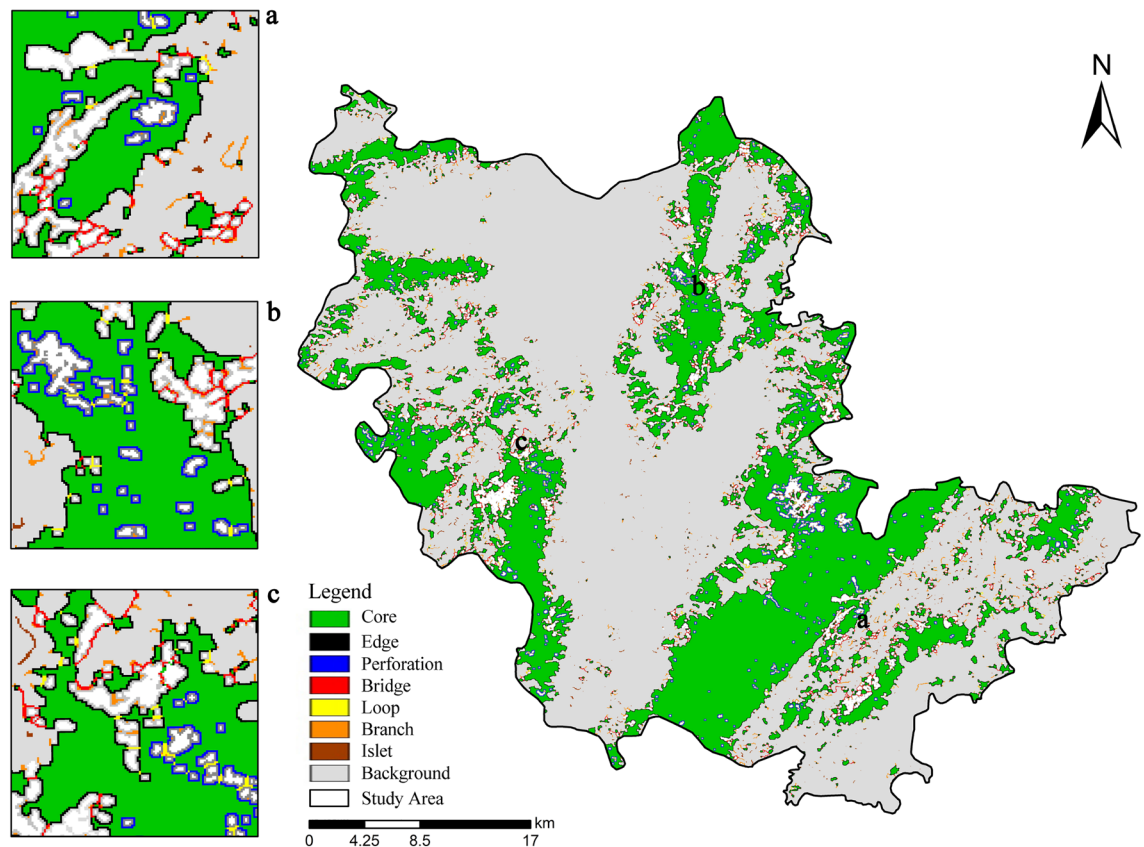 a
b
c
N
b
c
a
Legend
Core
Edge
Perforation
Bridge
Loop
Branch
Islet
Background
Study Area
km
0 4.25 8.5 17